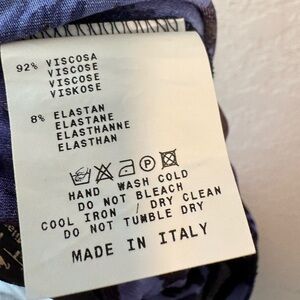 92% VISCOSA
VISCOSE
VISCOSE
VISKOSE
8% ELASTAN
ELASTANE
ELASTHANNE
ELASTHAN
P
HAND WASH COLD
DO NOT BLEACH
COOL IRON / DRY CLEAN
DO NOT TUMBLE DRY
MADE IN ITALY